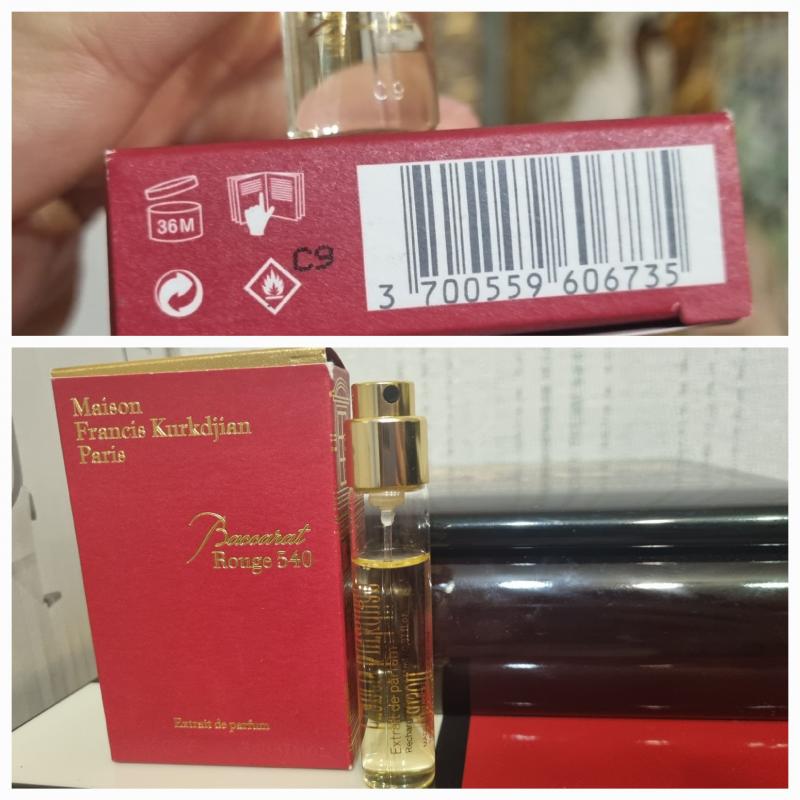 C9
36M
C9
3 700559 606735
Maison
Francis Kurkdjian
Paris
Baccarat
Rouge 540
Extrait de parfum
Extrait de parfum